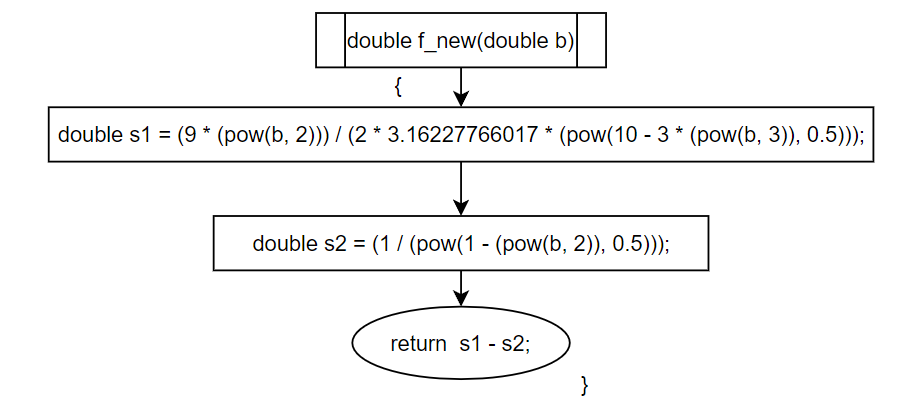 double f_new(double b)
{
double s1 = (9 * (pow(b, 2))) / (2 * 3.16227766017 * (pow(10 - 3 * (pow(b, 3)), 0.5)));
double s2 = (1 / (pow(1 - (pow(b, 2)), 0.5)));
return  s1 - s2;
}